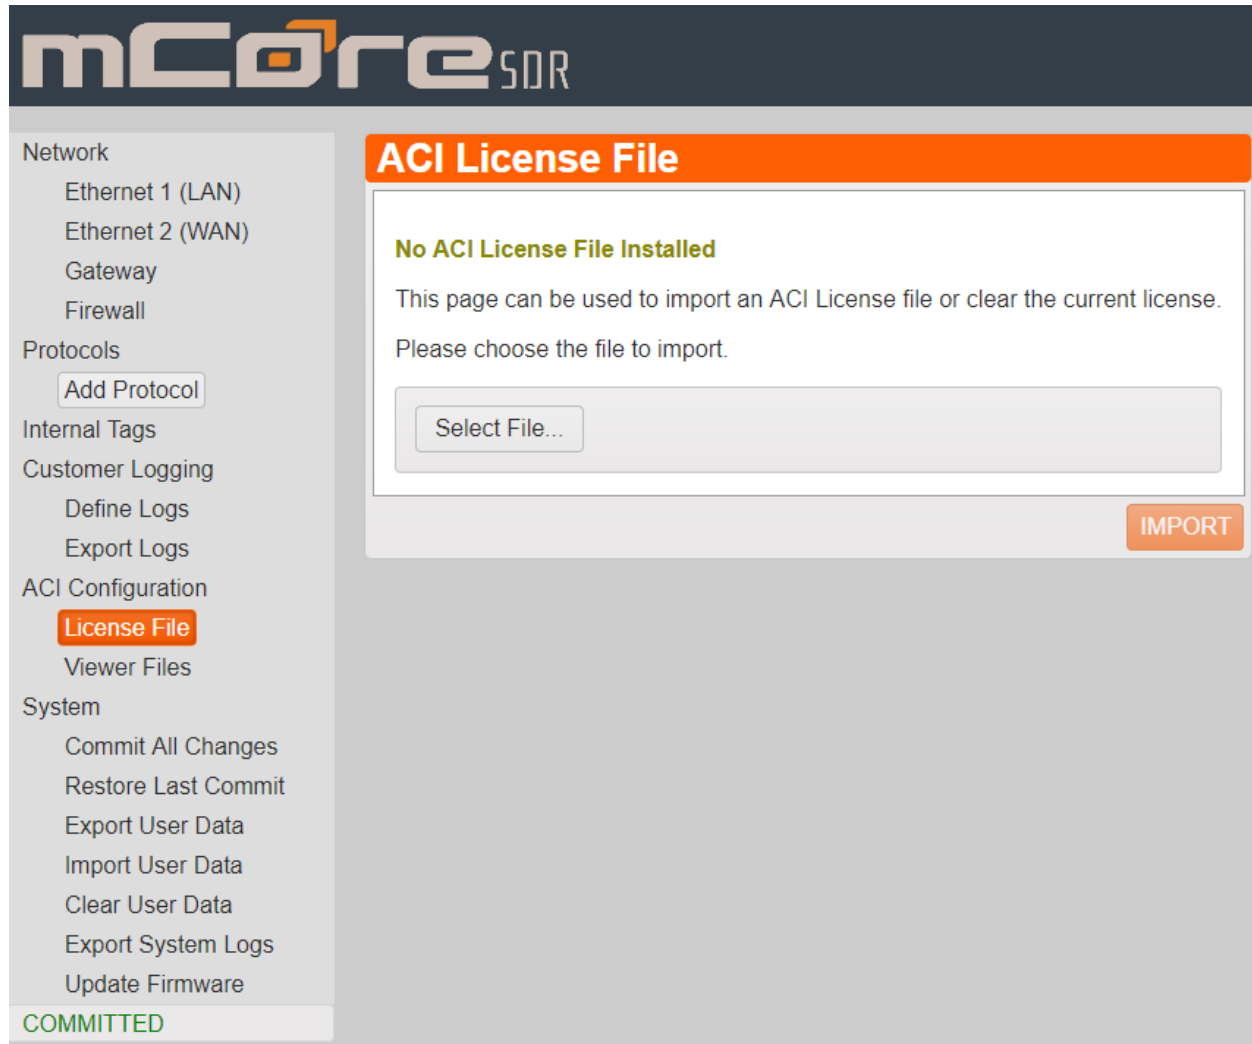 mCore SDR
Network
Ethernet 1 (LAN)
Ethernet 2 (WAN)
Gateway
Firewall
Protocols
Add Protocol
Internal Tags
Customer Logging
Define Logs
Export Logs
ACI Configuration
License File
Viewer Files
System
Commit All Changes
Restore Last Commit
Export User Data
Import User Data
Clear User Data
Export System Logs
Update Firmware
COMMITTED
ACI License File
No ACI License File Installed
This page can be used to import an ACI License file or clear the current license.
Please choose the file to import.
Select File...
IMPORT